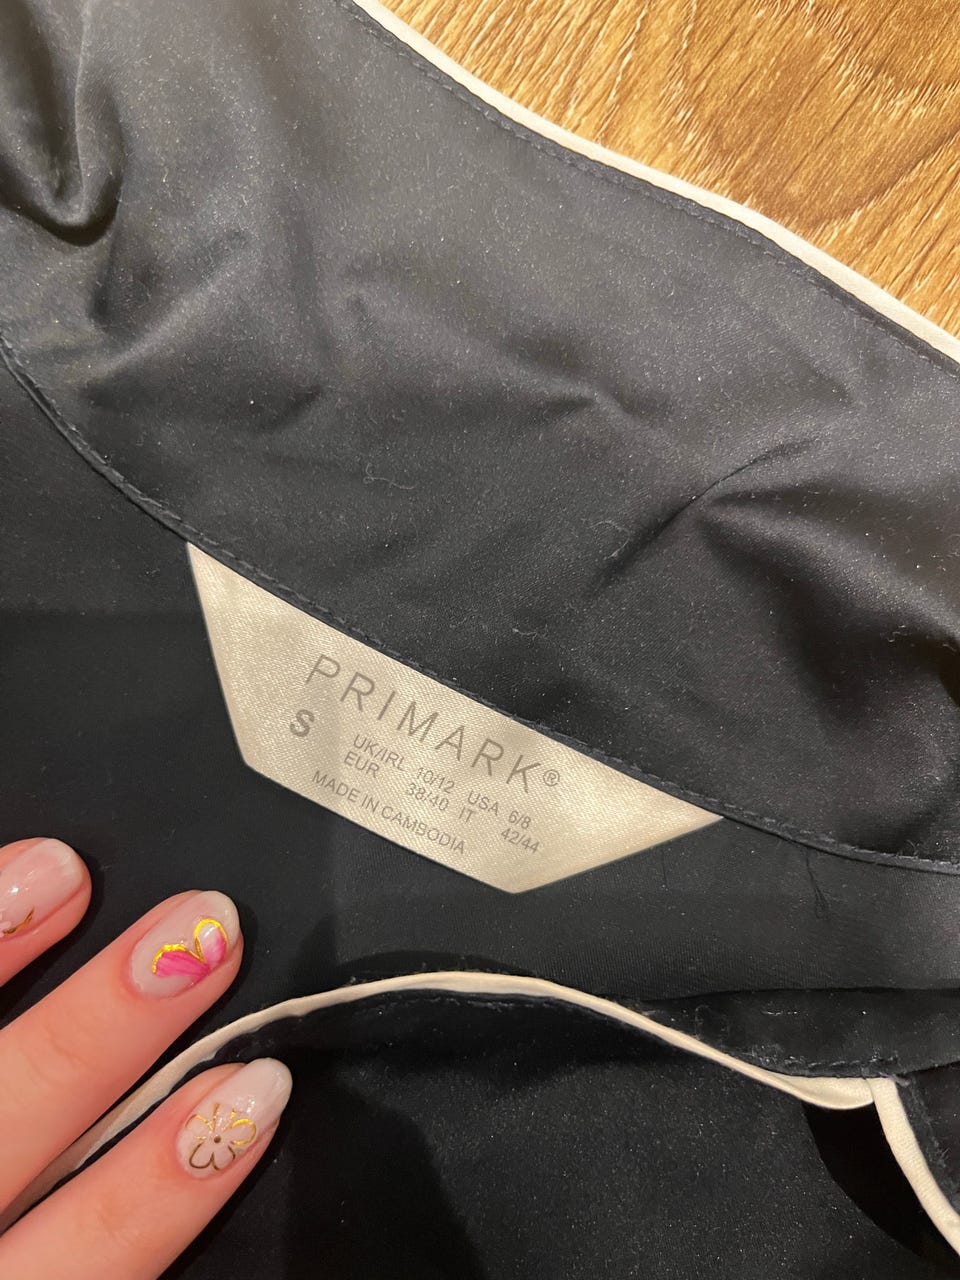 PRIMARK®
S
UK/IRL 10/12 USA 6/8
EUR 38/40 IT 42/44
MADE IN CAMBODIA